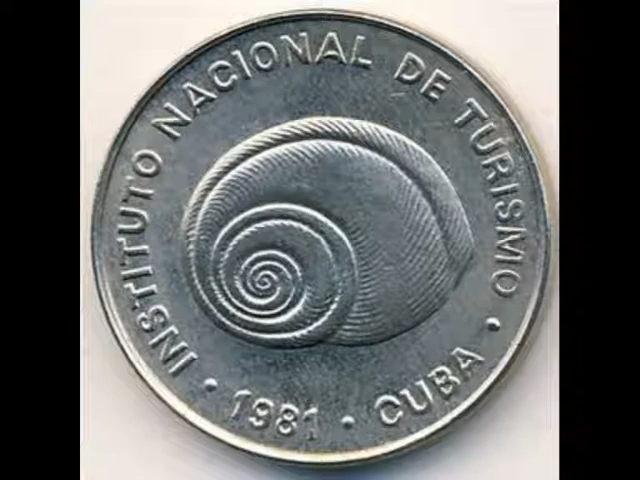 INSTITUTO NACIONAL DE TURISMO
• 1981 • CUBA •